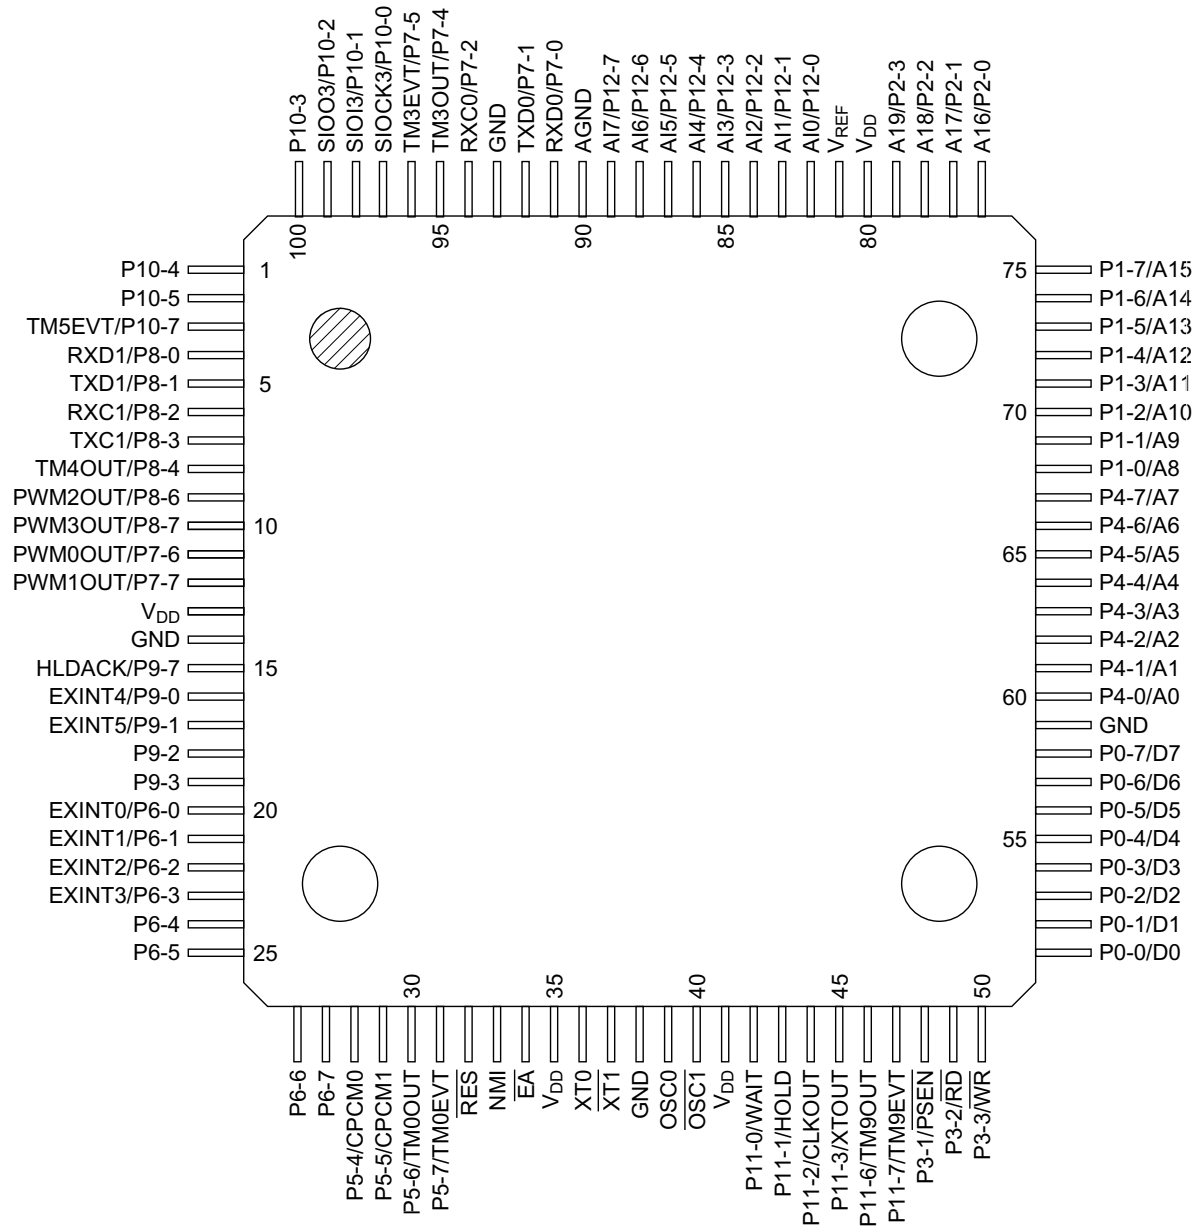 P10-3
SIOO3/P10-2
SIOI3/P10-1
SIOCK3/P10-0
TM3EVT/P7-5
TM3OUT/P7-4
RXC0/P7-2
GND
TXD0/P7-1
RXD0/P7-0
AGND
AI7/P12-7
AI6/P12-6
AI5/P12-5
AI4/P12-4
AI3/P12-3
AI2/P12-2
AI1/P12-1
AI0/P12-0
VREF
VDD
A19/P2-3
A18/P2-2
A17/P2-1
A16/P2-0
100
95
90
85
80
P10-4
P10-5
TM5EVT/P10-7
RXD1/P8-0
TXD1/P8-1
RXC1/P8-2
TXC1/P8-3
TM4OUT/P8-4
PWM2OUT/P8-6
PWM3OUT/P8-7
PWM0OUT/P7-6
PWM1OUT/P7-7
VDD
GND
HLDACK/P9-7
EXINT4/P9-0
EXINT5/P9-1
P9-2
P9-3
EXINT0/P6-0
EXINT1/P6-1
EXINT2/P6-2
EXINT3/P6-3
P6-4
P6-5
1
5
10
15
20
25
75
70
65
60
55
P1-7/A15
P1-6/A14
P1-5/A13
P1-4/A12
P1-3/A11
P1-2/A10
P1-1/A9
P1-0/A8
P4-7/A7
P4-6/A6
P4-5/A5
P4-4/A4
P4-3/A3
P4-2/A2
P4-1/A1
P4-0/A0
GND
P0-7/D7
P0-6/D6
P0-5/D5
P0-4/D4
P0-3/D3
P0-2/D2
P0-1/D1
P0-0/D0
30
35
40
45
50
P6-6
P6-7
P5-4/CPCM0
P5-5/CPCM1
P5-6/TM0OUT
P5-7/TM0EVT
RES
NMI
EA
VDD
XT0
XT1
GND
OSC0
OSC1
VDD
P11-0/WAIT
P11-1/HOLD
P11-2/CLKOUT
P11-3/XTOUT
P11-6/TM9OUT
P11-7/TM9EVT
P3-1/PSEN
P3-2/RD
P3-3/WR